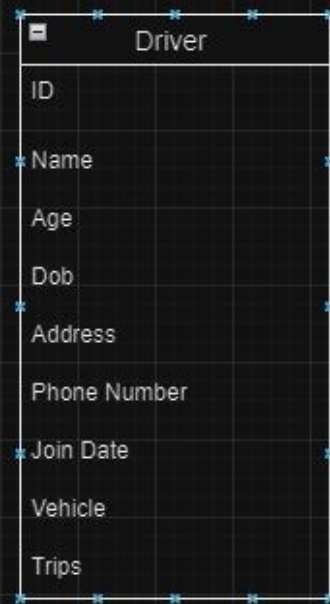 Driver
ID
Name
Age
Dob
Address
Phone Number
Join Date
Vehicle
Trips